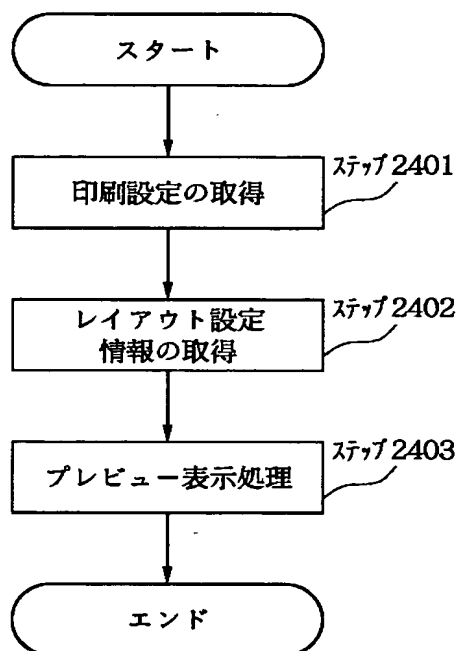 スタート
ステップ2401
印刷設定の取得
ステップ2402
レイアウト設定
情報の取得
ステップ2403
プレビュー表示処理
エンド